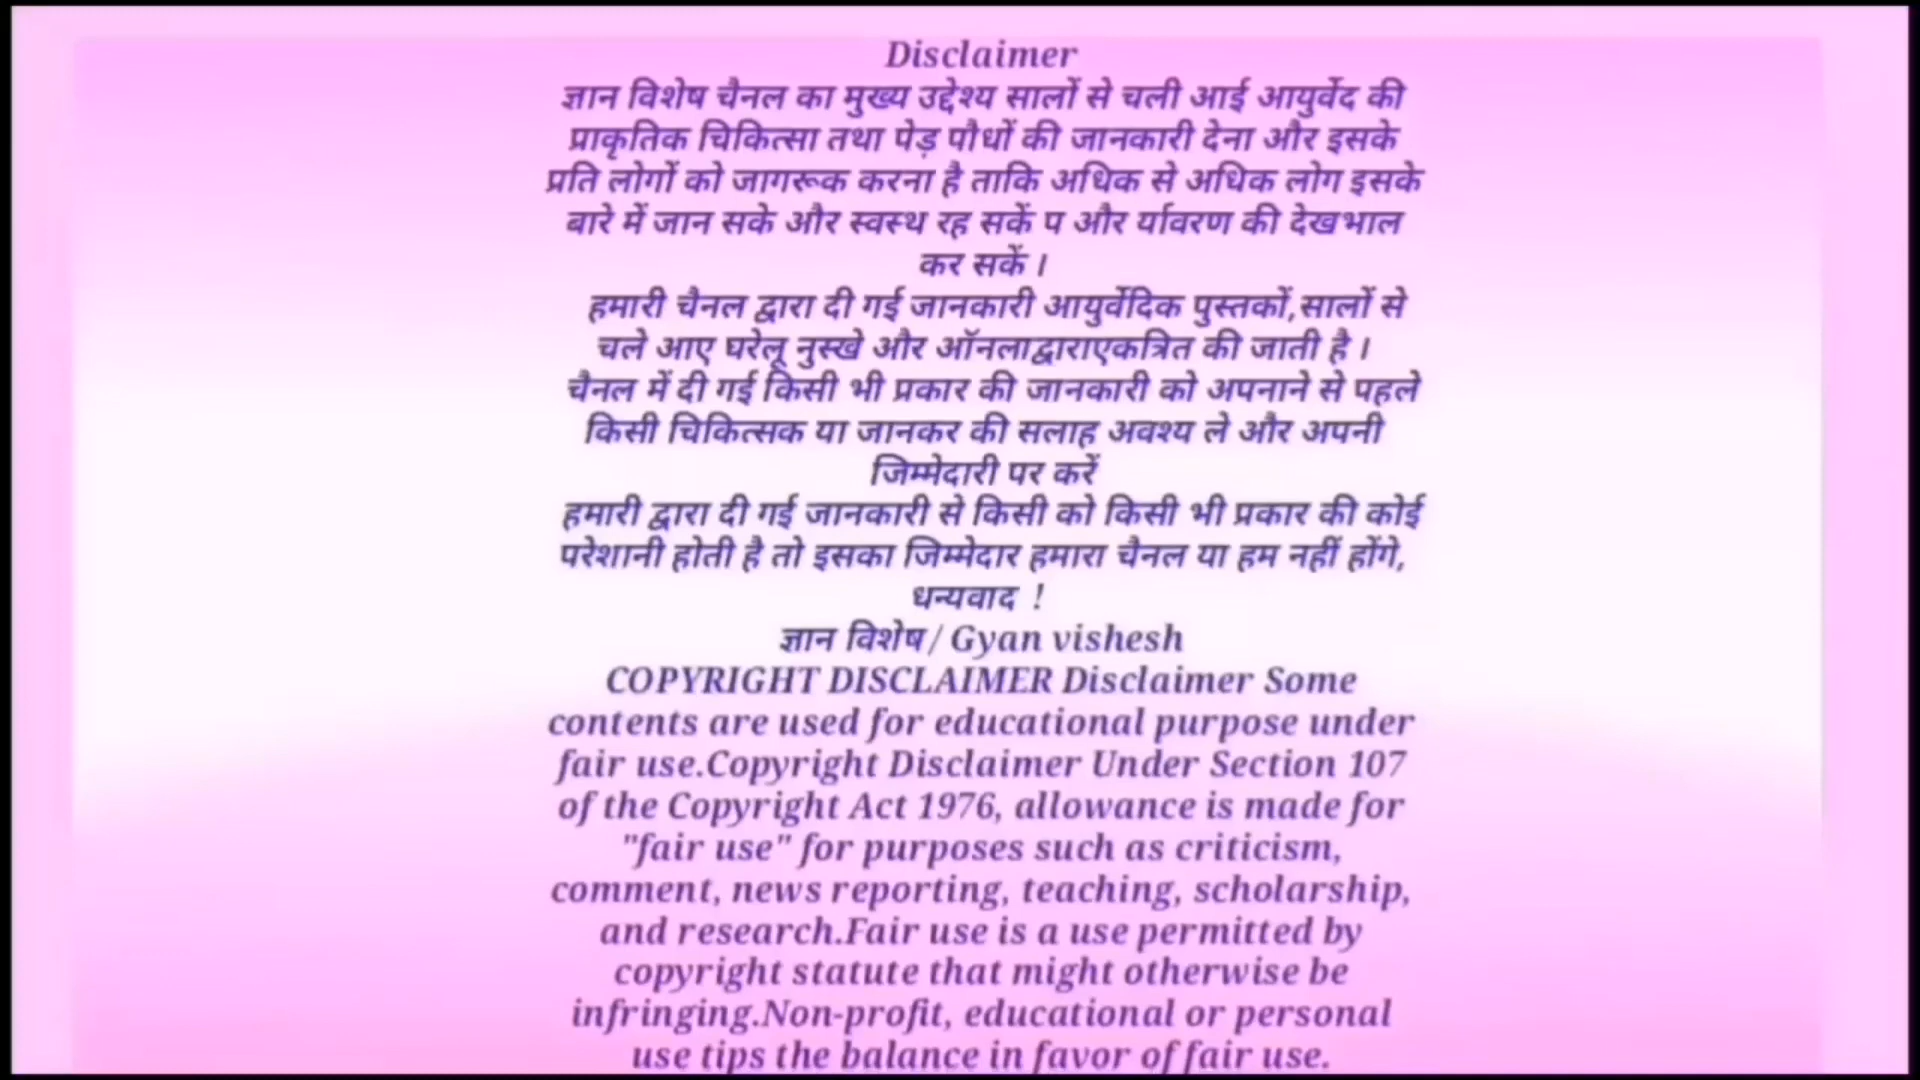 Disclaimer
ज्ञान विशेष चैनल का मुख्य उद्देश्य सालों से चली आई आयुर्वेद की
प्राकृतिक चिकित्सा तथा पेड़ पौधों की जानकारी देना और इसके
प्रति लोगों को जागरूक करना है ताकि अधिक से अधिक लोग इसके
बारे में जान सके और स्वस्थ रह सकें प और र्यावरण की देखभाल
कर सकें ।
हमारी चैनल द्वारा दी गई जानकारी आयुर्वेदिक पुस्तकों,सालों से
चले आए घरेलू नुस्खे और ऑनलाद्वाराएकत्रित की जाती है ।
चैनल में दी गई किसी भी प्रकार की जानकारी को अपनाने से पहले
किसी चिकित्सक या जानकर की सलाह अवश्य ले और अपनी
जिम्मेदारी पर करें
हमारी द्वारा दी गई जानकारी से किसी को किसी भी प्रकार की कोई
परेशानी होती है तो इसका जिम्मेदार हमारा चैनल या हम नहीं होंगे,
धन्यवाद !
ज्ञान विशेष/ Gyan vishesh
COPYRIGHT DISCLAIMER Disclaimer Some
contents are used for educational purpose under
fair use.Copyright Disclaimer Under Section 107
of the Copyright Act 1976, allowance is made for
"fair use" for purposes such as criticism,
comment, news reporting, teaching, scholarship,
and research.Fair use is a use permitted by
copyright statute that might otherwise be
infringing.Non-profit, educational or personal
use tips the balance in favor of fair use.